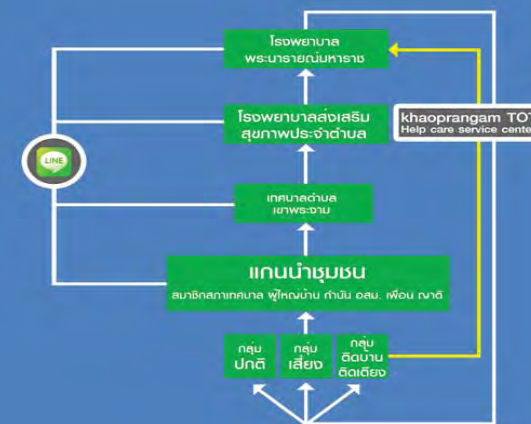 โรงพยาบาล
พระนารายณ์มหาราช
โรงพยาบาลส่งเสริม
สุขภาพประจำตำบล
khaoprangam TOT
Help care service center
LINE
เทศบาลตำบล
เขาพระงาม
แกนนำชุมชน
สมาชิกสภาเทศบาล ผู้ใหญ่บ้าน กำนัน อสม. เพื่อน ญาติ
กลุ่ม
ปกติ
กลุ่ม
เสี่ยง
กลุ่ม
ติดบ้าน
ติดเตียง